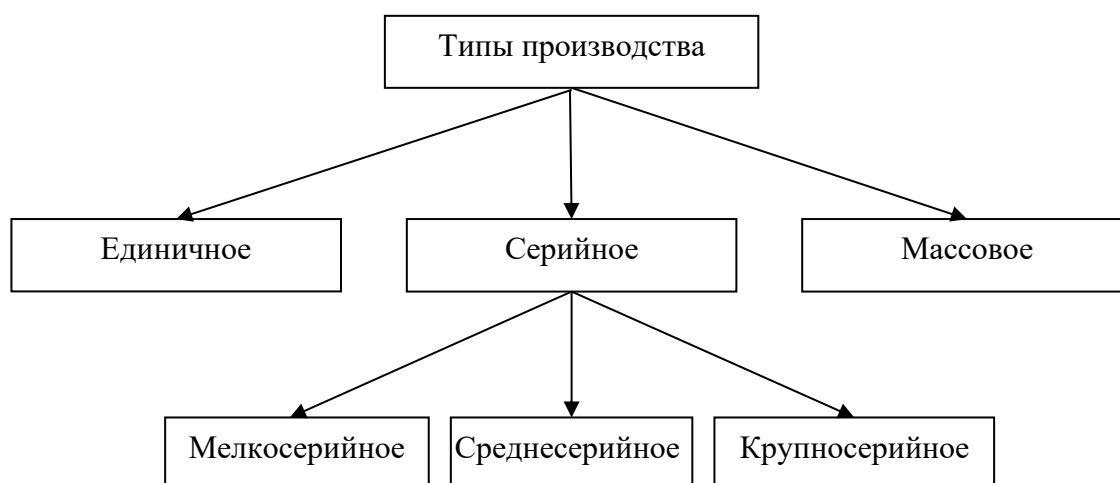 Типы производства
Единичное
Серийное
Массовое
Мелкосерийное
Среднесерийное
Крупносерийное